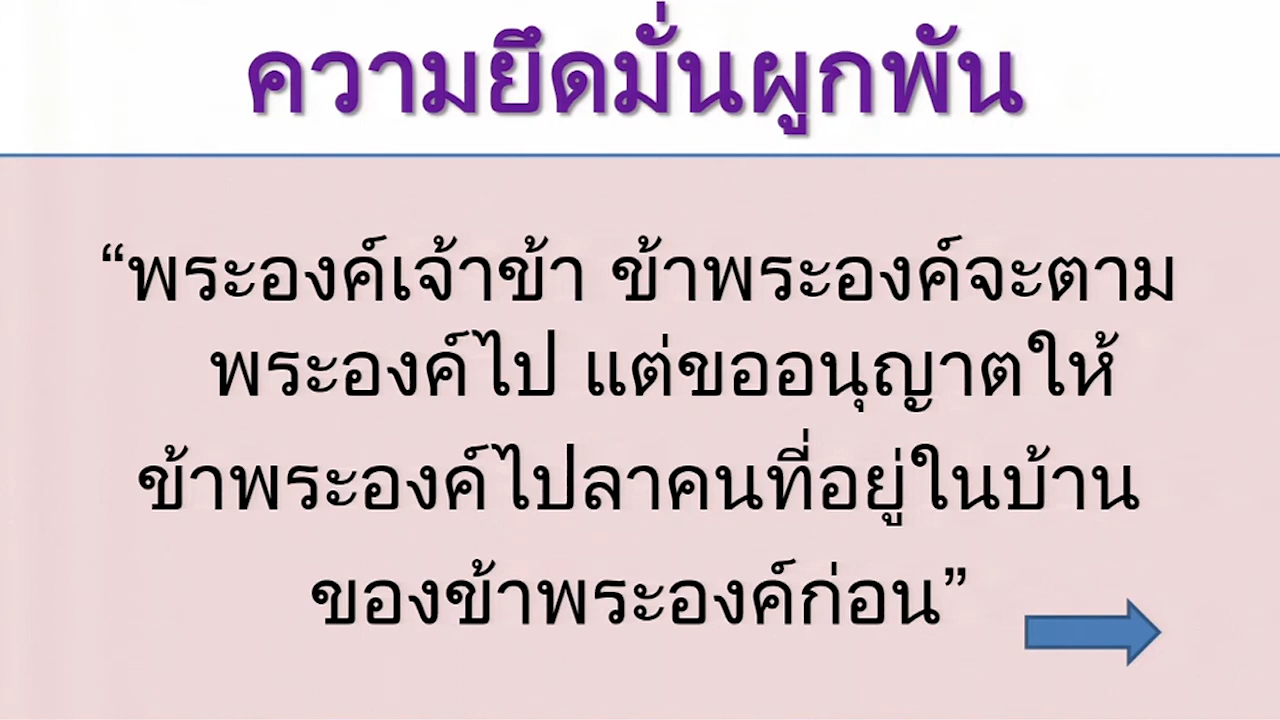 ความยึดมั่นผูกพัน
“พระองค์เจ้าข้า ข้าพระองค์จะตาม
พระองค์ไป แต่ขออนุญาตให้
ข้าพระองค์ไปลาคนที่อยู่ในบ้าน
ของข้าพระองค์ก่อน”